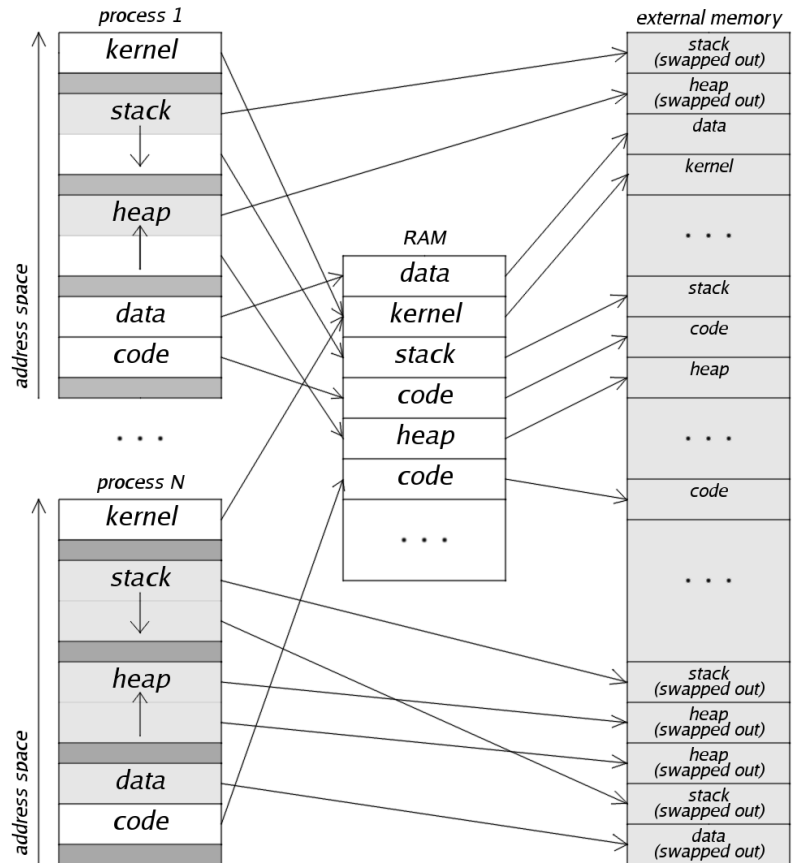 process 1
kernel
stack
heap
data
code
address space
. . .
process N
kernel
stack
heap
data
code
address space
RAM
data
kernel
stack
code
heap
code
. . .
external memory
stack
(swapped out)
heap
(swapped out)
data
kernel
. . .
stack
code
heap
. . .
code
. . .
stack
(swapped out)
heap
(swapped out)
heap
(swapped out)
stack
(swapped out)
data
(swapped out)